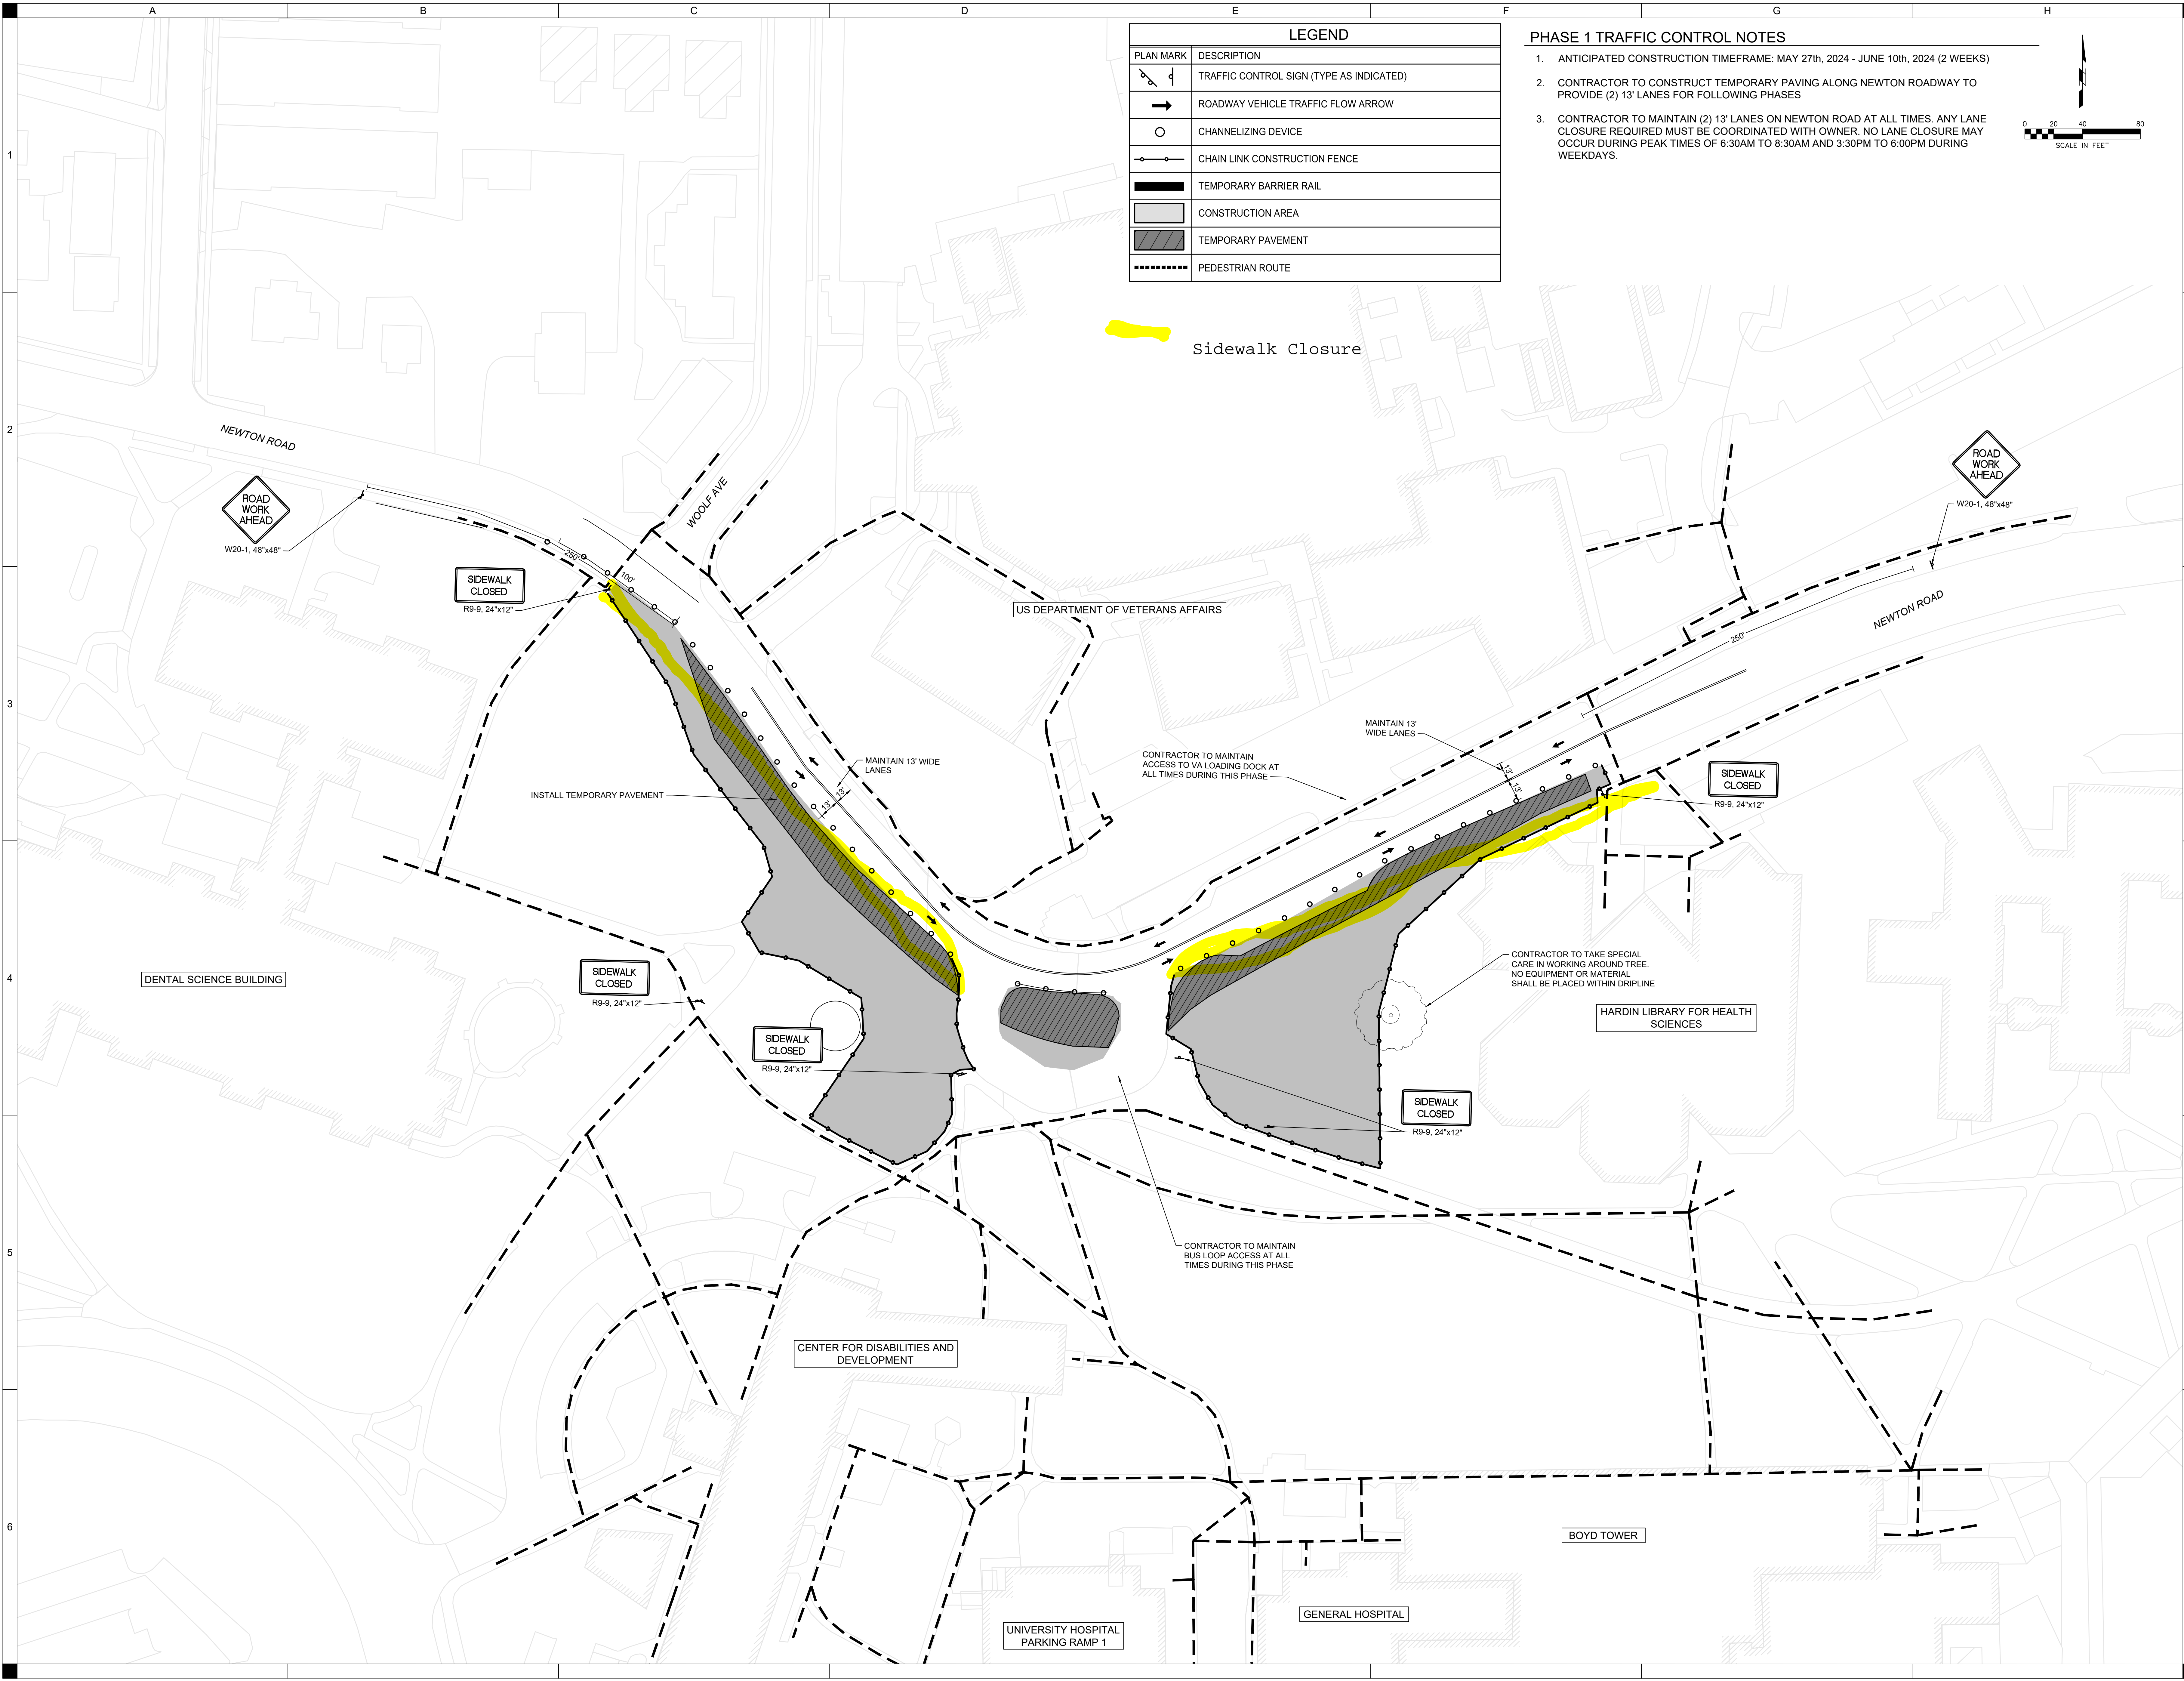 A B C D E F G H
LEGEND
PLAN MARK DESCRIPTION
TRAFFIC CONTROL SIGN (TYPE AS INDICATED)
ROADWAY VEHICLE TRAFFIC FLOW ARROW
CHANNELIZING DEVICE
CHAIN LINK CONSTRUCTION FENCE
TEMPORARY BARRIER RAIL
CONSTRUCTION AREA
TEMPORARY PAVEMENT
PEDESTRIAN ROUTE
PHASE 1 TRAFFIC CONTROL NOTES
1. ANTICIPATED CONSTRUCTION TIMEFRAME: MAY 27th, 2024 - JUNE 10th, 2024 (2 WEEKS)
2. CONTRACTOR TO CONSTRUCT TEMPORARY PAVING ALONG NEWTON ROADWAY TO
PROVIDE (2) 13' LANES FOR FOLLOWING PHASES
3. CONTRACTOR TO MAINTAIN (2) 13' LANES ON NEWTON ROAD AT ALL TIMES. ANY LANE
CLOSURE REQUIRED MUST BE COORDINATED WITH OWNER. NO LANE CLOSURE MAY
OCCUR DURING PEAK TIMES OF 6:30AM TO 8:30AM AND 3:30PM TO 6:00PM DURING
WEEKDAYS.
0 20 40 80
SCALE IN FEET
1
Sidewalk Closure
2
NEWTON ROAD
ROAD
WORK
AHEAD
W20-1, 48"x48"
WOOLF AVE
ROAD
WORK
AHEAD
W20-1, 48"x48"
250'
100'
SIDEWALK
CLOSED
R9-9, 24"x12"
US DEPARTMENT OF VETERANS AFFAIRS
NEWTON ROAD
250'
3
MAINTAIN 13'
WIDE LANES
MAINTAIN 13' WIDE
LANES
CONTRACTOR TO MAINTAIN
ACCESS TO VA LOADING DOCK AT
ALL TIMES DURING THIS PHASE
13'
13'
SIDEWALK
CLOSED
R9-9, 24"x12"
INSTALL TEMPORARY PAVEMENT
13'
13'
4
DENTAL SCIENCE BUILDING
SIDEWALK
CLOSED
R9-9, 24"x12"
CONTRACTOR TO TAKE SPECIAL
CARE IN WORKING AROUND TREE.
NO EQUIPMENT OR MATERIAL
SHALL BE PLACED WITHIN DRIPLINE
HARDIN LIBRARY FOR HEALTH
SCIENCES
SIDEWALK
CLOSED
R9-9, 24"x12"
SIDEWALK
CLOSED
R9-9, 24"x12"
5
CONTRACTOR TO MAINTAIN
BUS LOOP ACCESS AT ALL
TIMES DURING THIS PHASE
CENTER FOR DISABILITIES AND
DEVELOPMENT
6
BOYD TOWER
GENERAL HOSPITAL
UNIVERSITY HOSPITAL
PARKING RAMP 1